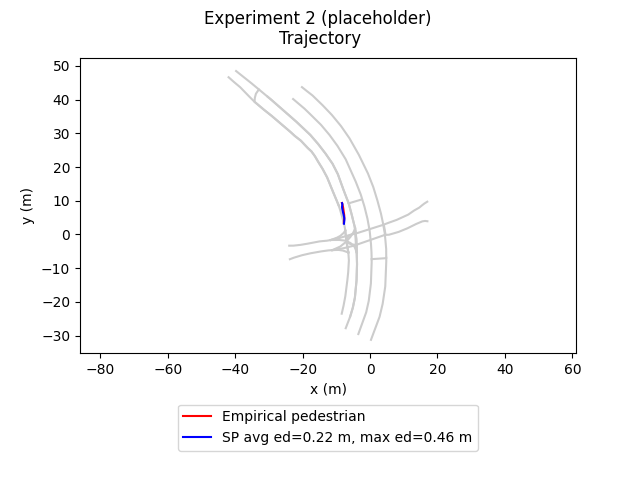 Experiment 2 (placeholder)
Trajectory
50
40
30
20
10
0
−10
−20
−30
y (m)
−80 −60 −40 −20 0 20 40 60
x (m)
Empirical pedestrian
SP avg ed=0.22 m, max ed=0.46 m